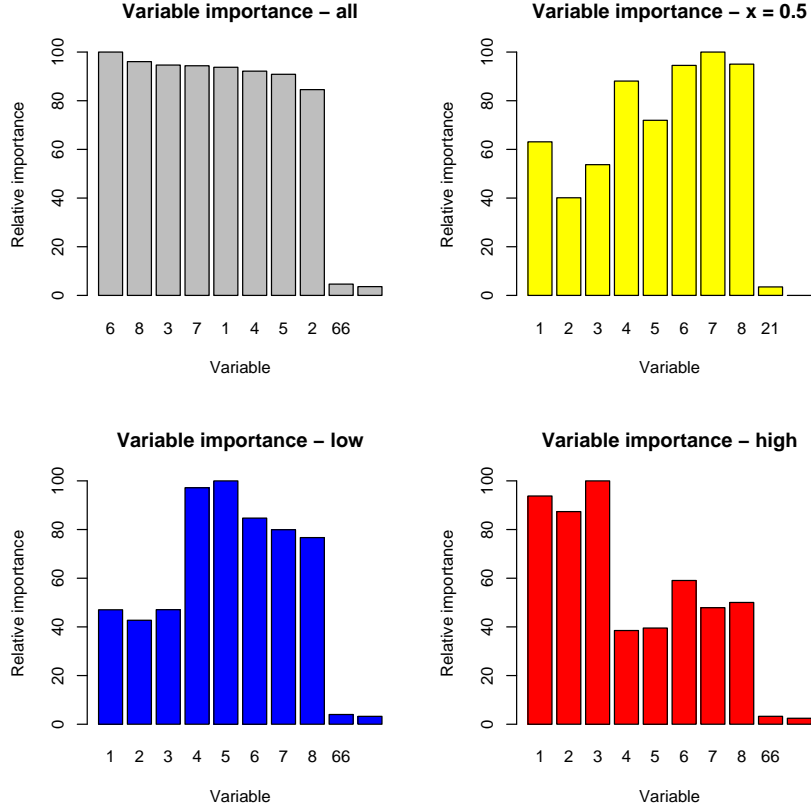 Variable importance − all
Relative importance
0 20 40 60 80 100
6 8 3 7 1 4 5 2 66
Variable
Variable importance − x = 0.5
Relative importance
0 20 40 60 80 100
1 2 3 4 5 6 7 8 21
Variable
Variable importance − low
Relative importance
0 20 40 60 80 100
1 2 3 4 5 6 7 8 66
Variable
Variable importance − high
Relative importance
0 20 40 60 80 100
1 2 3 4 5 6 7 8 66
Variable